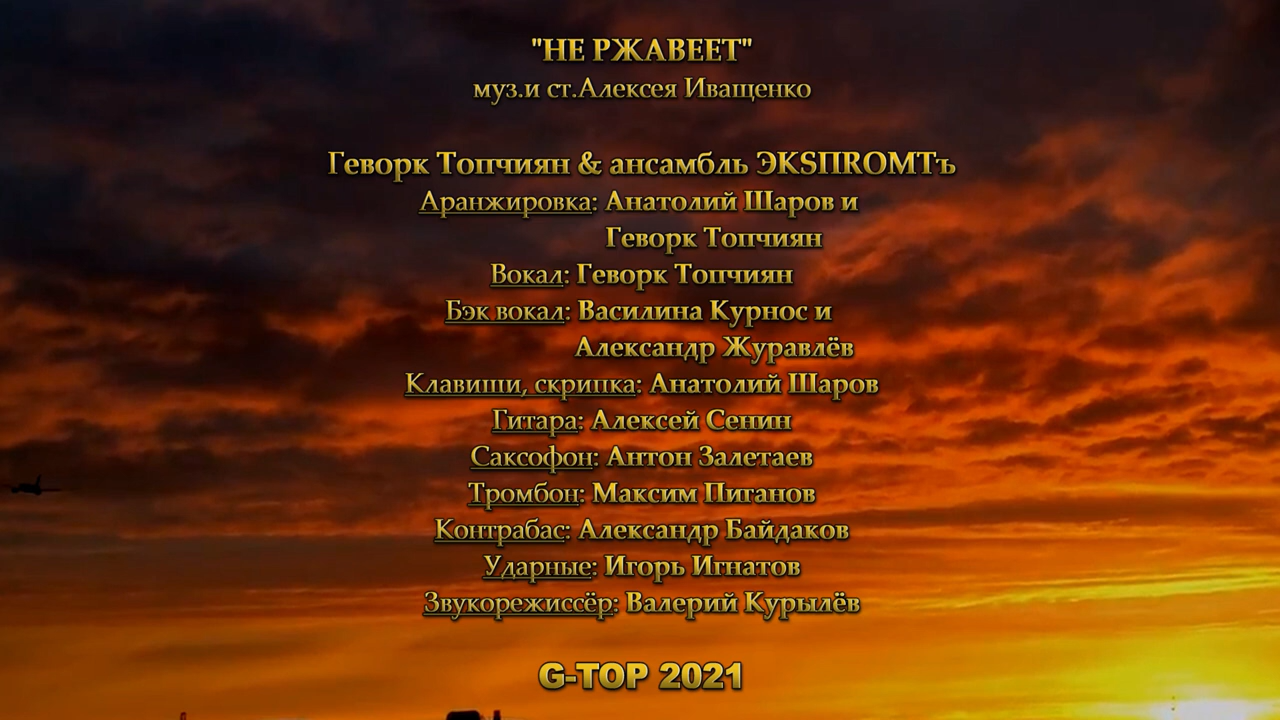 "НЕ РЖАВЕЕТ"
муз.и ст.Алексея Иващенко
Геворк Топчиян & ансамбль ЭКSПROMTъ
Аранжировка: Анатолий Шаров и
Геворк Топчиян
Вокал: Геворк Топчиян
Бэк вокал: Василина Курнос и
Александр Журавлёв
Клавиши, скрипка: Анатолий Шаров
Гитара: Алексей Сенин
Саксофон: Антон Залетаев
Тромбон: Максим Пиганов
Контрабас: Александр Байдаков
Ударные: Игорь Игнатов
Звукорежиссёр: Валерий Курылёв
G-TOP 2021